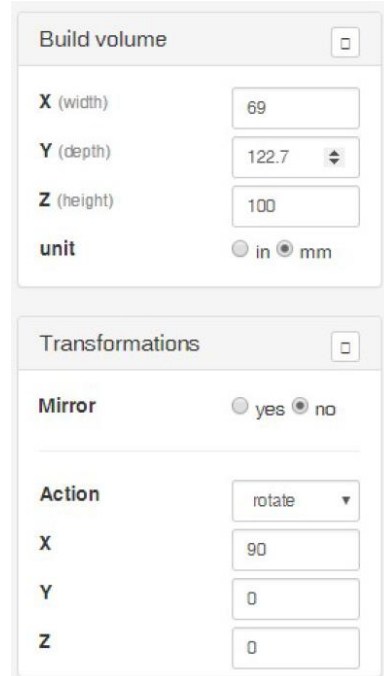 Build volume
X (width) 69
Y (depth) 122.7
Z (height) 100
unit in mm
Transformations
Mirror yes no
Action rotate
X 90
Y 0
Z 0